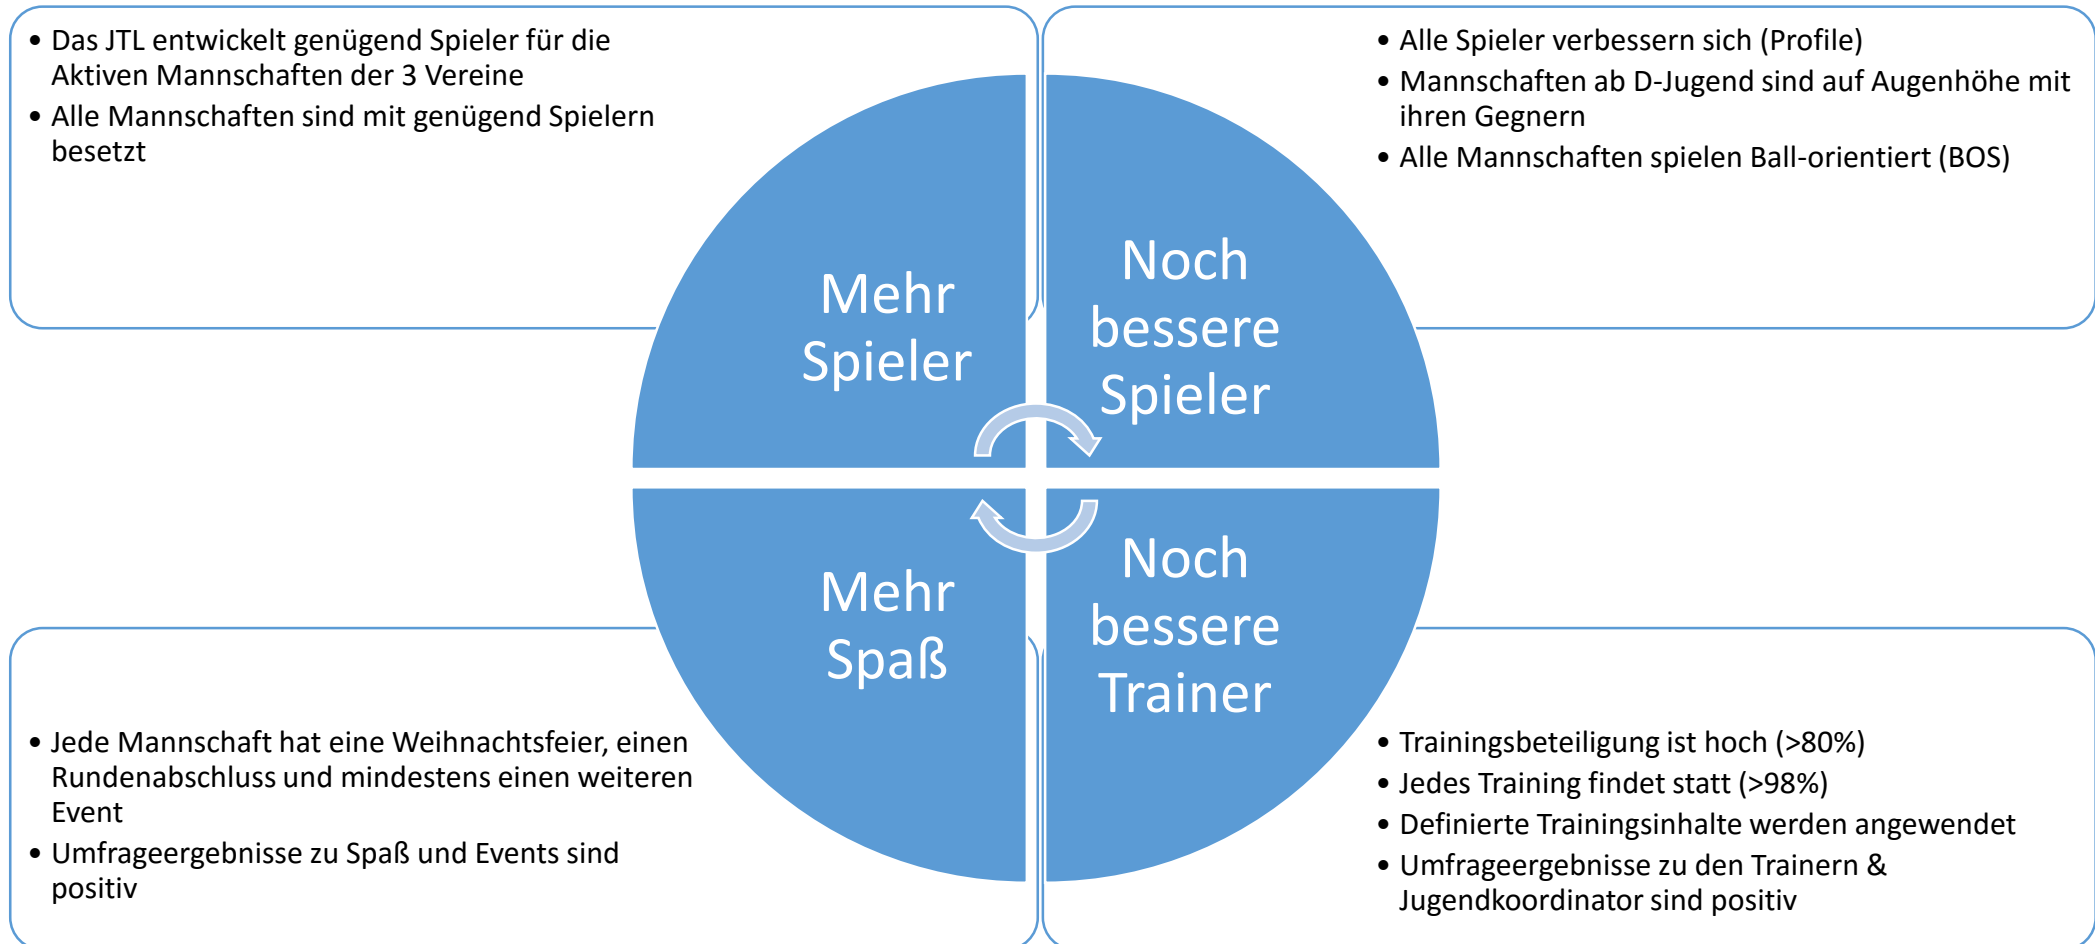 • Das JTL entwickelt genügend Spieler für die
Aktiven Mannschaften der 3 Vereine
• Alle Mannschaften sind mit genügend Spielern
besetzt
• Alle Spieler verbessern sich (Profile)
• Mannschaften ab D-Jugend sind auf Augenhöhe mit
ihren Gegnern
• Alle Mannschaften spielen Ball-orientiert (BOS)
Mehr
Spieler
Noch
bessere
Spieler
Mehr
Spaß
Noch
bessere
Trainer
• Jede Mannschaft hat eine Weihnachtsfeier, einen
Rundenabschluss und mindestens einen weiteren
Event
• Umfrageergebnisse zu Spaß und Events sind
positiv
• Trainingsbeteiligung ist hoch (>80%)
• Jedes Training findet statt (>98%)
• Definierte Trainingsinhalte werden angewendet
• Umfrageergebnisse zu den Trainern &
Jugendkoordinator sind positiv